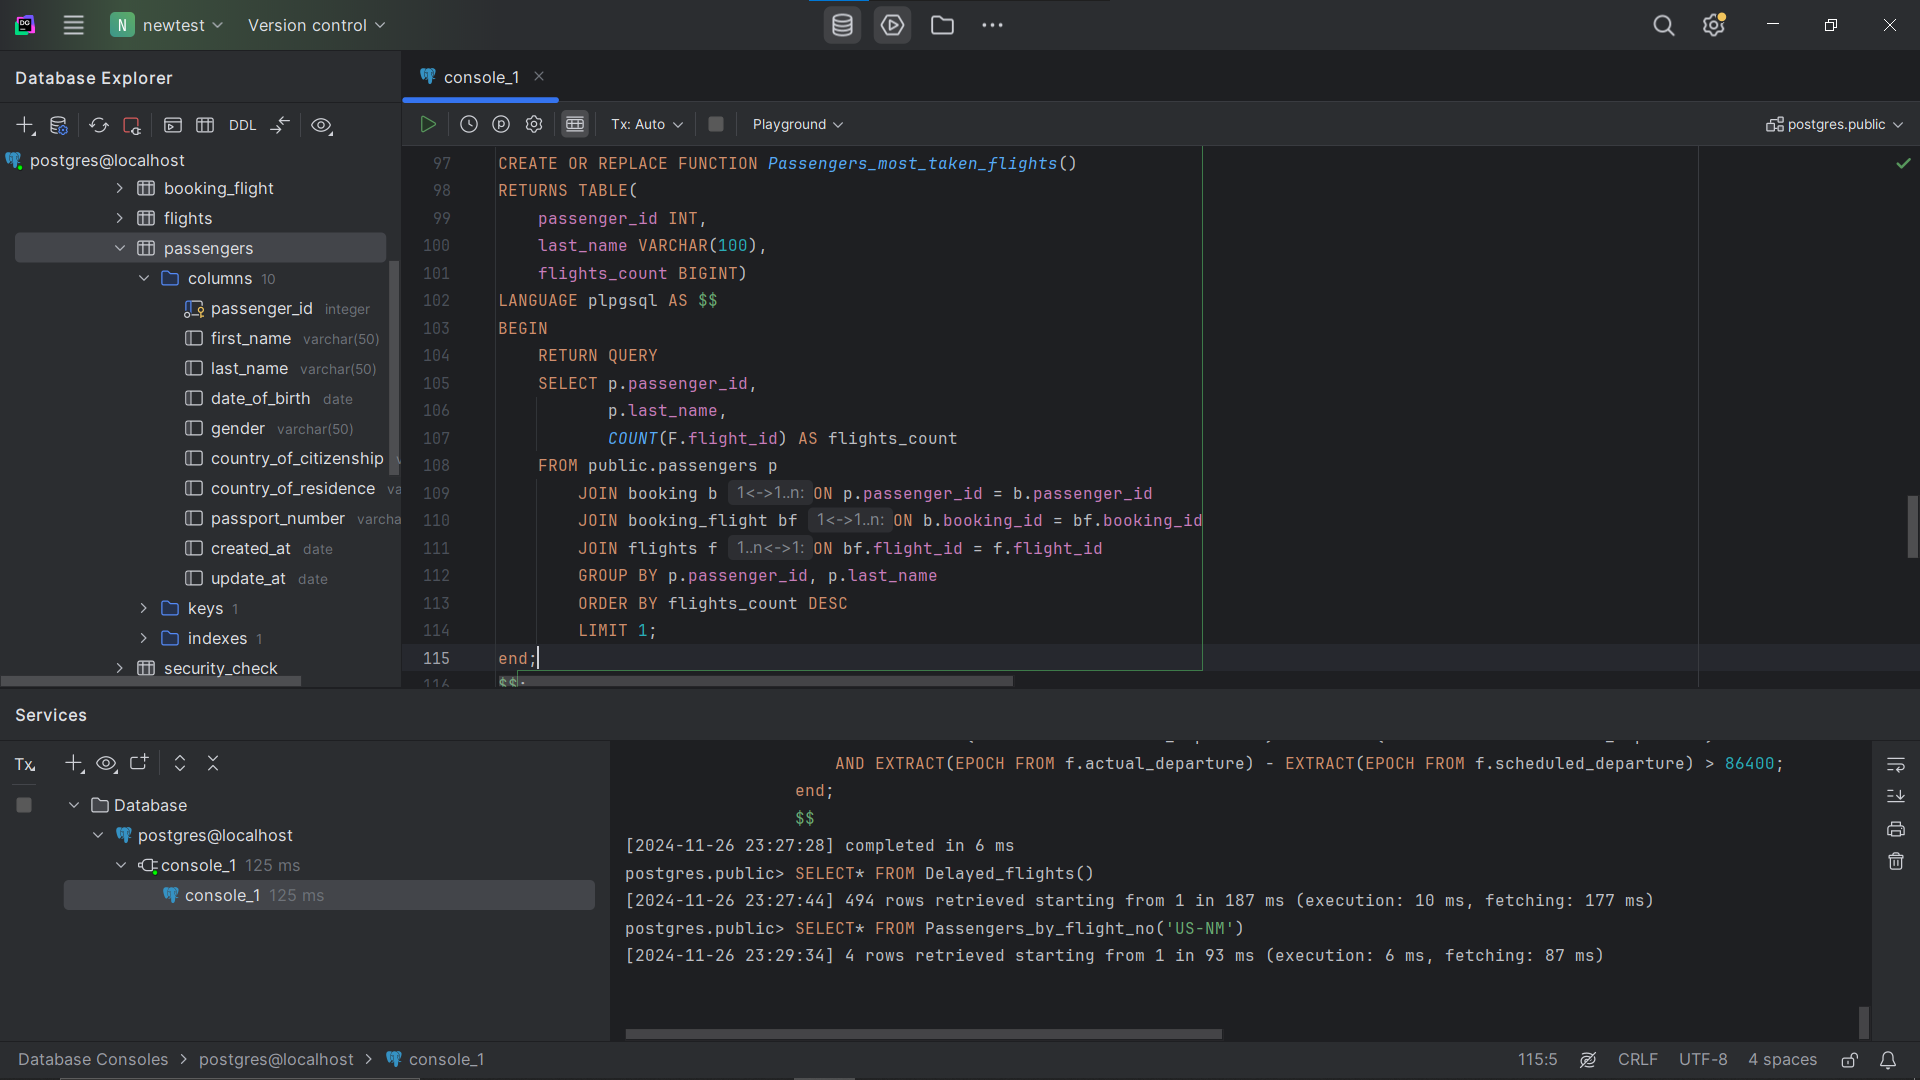 N newtest Version control
Database Explorer
console_1
DDL
Tx: Auto
Playground
postgres.public
postgres@localhost
booking_flight
flights
passengers
columns 10
passenger_id integer
first_name varchar(50)
last_name varchar(50)
date_of_birth date
gender varchar(50)
country_of_citizenship
country_of_residence va
passport_number varcha
created_at date
update_at date
keys 1
indexes 1
security_check
97 CREATE OR REPLACE FUNCTION Passengers_most_taken_flights()
98 RETURNS TABLE(
99 passenger_id INT,
100 last_name VARCHAR(100),
101 flights_count BIGINT)
102 LANGUAGE plpgsql AS $$
103 BEGIN
104 RETURN QUERY
105 SELECT p.passenger_id,
106 p.last_name,
107 COUNT(F.flight_id) AS flights_count
108 FROM public.passengers p
109 JOIN booking b 1<->1..n: ON p.passenger_id = b.passenger_id
110 JOIN booking_flight bf 1<->1..n: ON b.booking_id = bf.booking_id
111 JOIN flights f 1..n<->1: ON bf.flight_id = f.flight_id
112 GROUP BY p.passenger_id, p.last_name
113 ORDER BY flights_count DESC
114 LIMIT 1;
115 end;
116 $$;
Services
Tx
Database
postgres@localhost
console_1 125 ms
console_1 125 ms
AND EXTRACT(EPOCH FROM f.actual_departure) - EXTRACT(EPOCH FROM f.scheduled_departure) > 86400;
end;
$$
[2024-11-26 23:27:28] completed in 6 ms
postgres.public> SELECT* FROM Delayed_flights()
[2024-11-26 23:27:44] 494 rows retrieved starting from 1 in 187 ms (execution: 10 ms, fetching: 177 ms)
postgres.public> SELECT* FROM Passengers_by_flight_no('US-NM')
[2024-11-26 23:29:34] 4 rows retrieved starting from 1 in 93 ms (execution: 6 ms, fetching: 87 ms)
Database Consoles > postgres@localhost > console_1
115:5 CRLF UTF-8 4 spaces